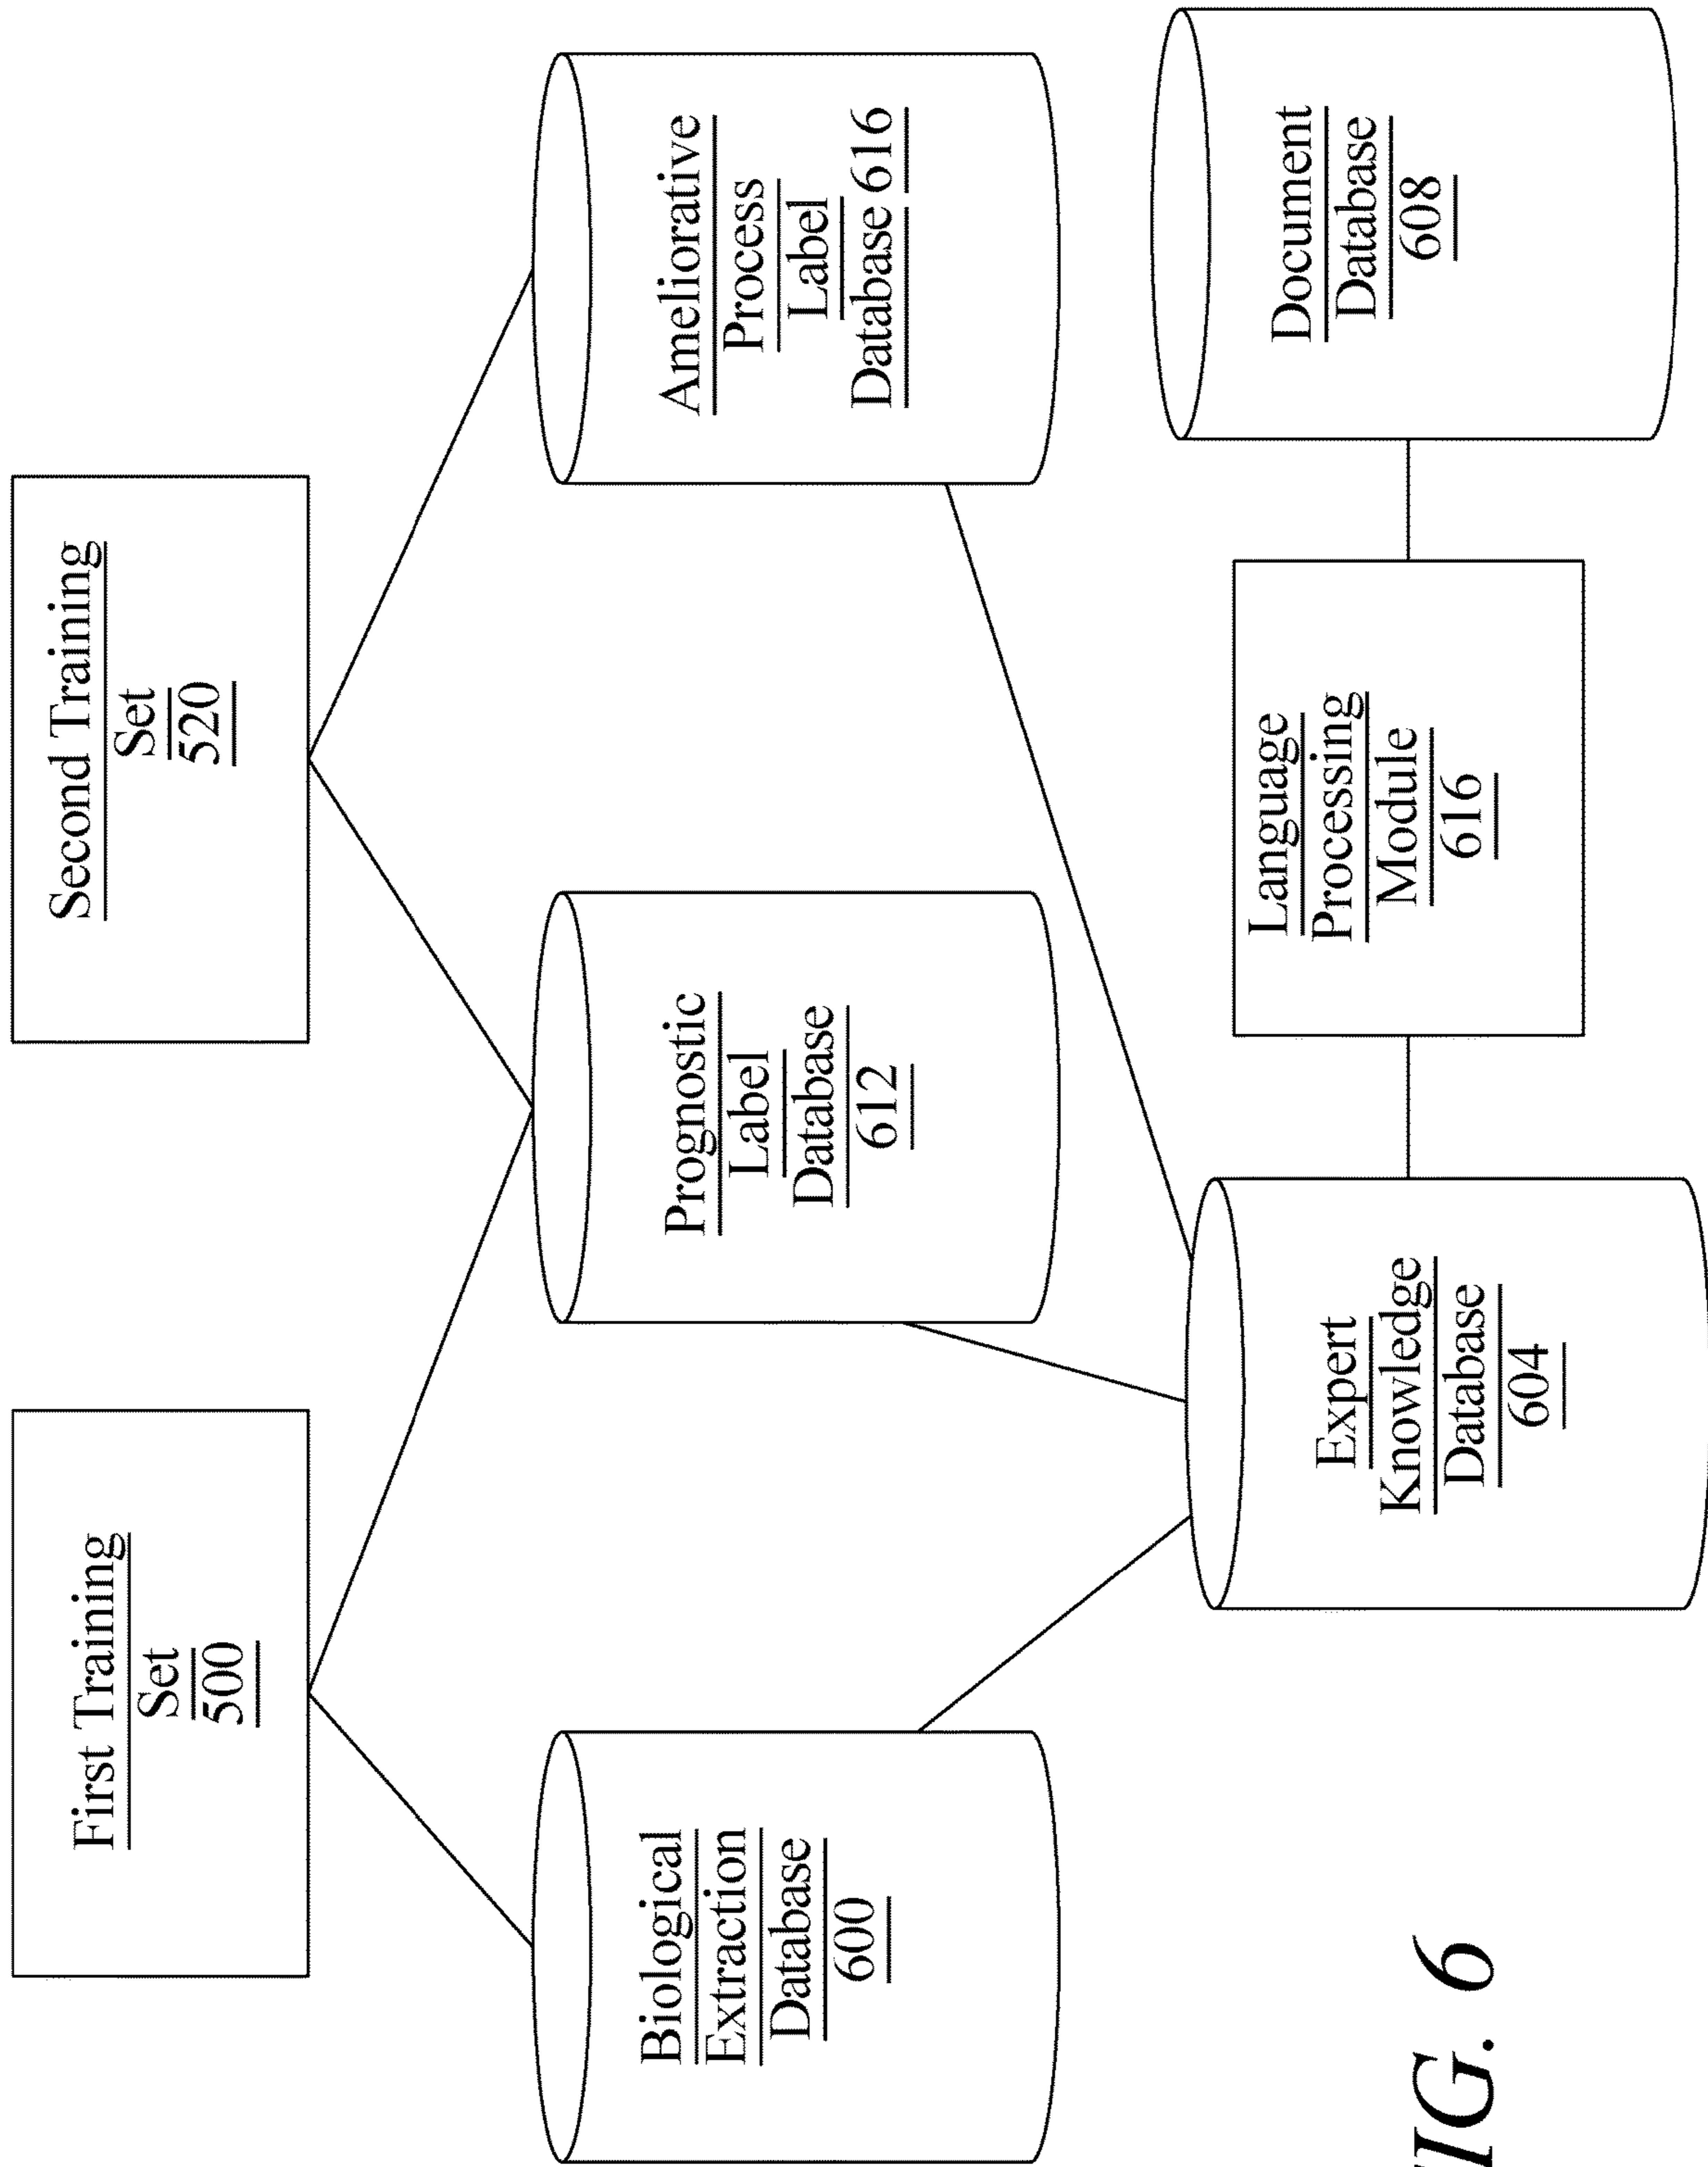 First Training
Set
500
Second Training
Set
520
Biological
Extraction
Database
600
Prognostic
Label
Database
612
Ameliorative
Process
Label
Database 616
Expert
Knowledge
Database
604
Language
Processing
Module
616
Document
Database
608
FIG. 6